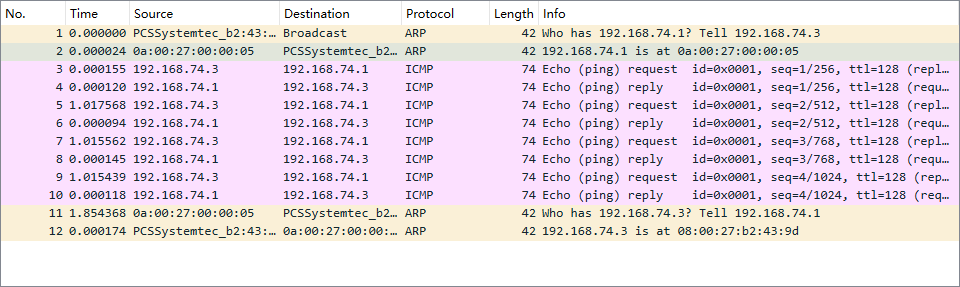 No. Time Source Destination Protocol Length Info
1 0.000000 PCSSystemtec_b2:43:… Broadcast ARP 42 Who has 192.168.74.1? Tell 192.168.74.3
2 0.000024 0a:00:27:00:00:05 PCSSystemtec_b2… ARP 42 192.168.74.1 is at 0a:00:27:00:00:05
3 0.000155 192.168.74.3 192.168.74.1 ICMP 74 Echo (ping) request id=0x0001, seq=1/256, ttl=128 (repl…
4 0.000120 192.168.74.1 192.168.74.3 ICMP 74 Echo (ping) reply id=0x0001, seq=1/256, ttl=128 (requ…
5 1.017568 192.168.74.3 192.168.74.1 ICMP 74 Echo (ping) request id=0x0001, seq=2/512, ttl=128 (repl…
6 0.000094 192.168.74.1 192.168.74.3 ICMP 74 Echo (ping) reply id=0x0001, seq=2/512, ttl=128 (requ…
7 1.015562 192.168.74.3 192.168.74.1 ICMP 74 Echo (ping) request id=0x0001, seq=3/768, ttl=128 (repl…
8 0.000145 192.168.74.1 192.168.74.3 ICMP 74 Echo (ping) reply id=0x0001, seq=3/768, ttl=128 (requ…
9 1.015439 192.168.74.3 192.168.74.1 ICMP 74 Echo (ping) request id=0x0001, seq=4/1024, ttl=128 (rep…
10 0.000118 192.168.74.1 192.168.74.3 ICMP 74 Echo (ping) reply id=0x0001, seq=4/1024, ttl=128 (req…
11 1.854368 0a:00:27:00:00:05 PCSSystemtec_b2… ARP 42 Who has 192.168.74.3? Tell 192.168.74.1
12 0.000174 PCSSystemtec_b2:43:… 0a:00:27:00:00:… ARP 42 192.168.74.3 is at 08:00:27:b2:43:9d